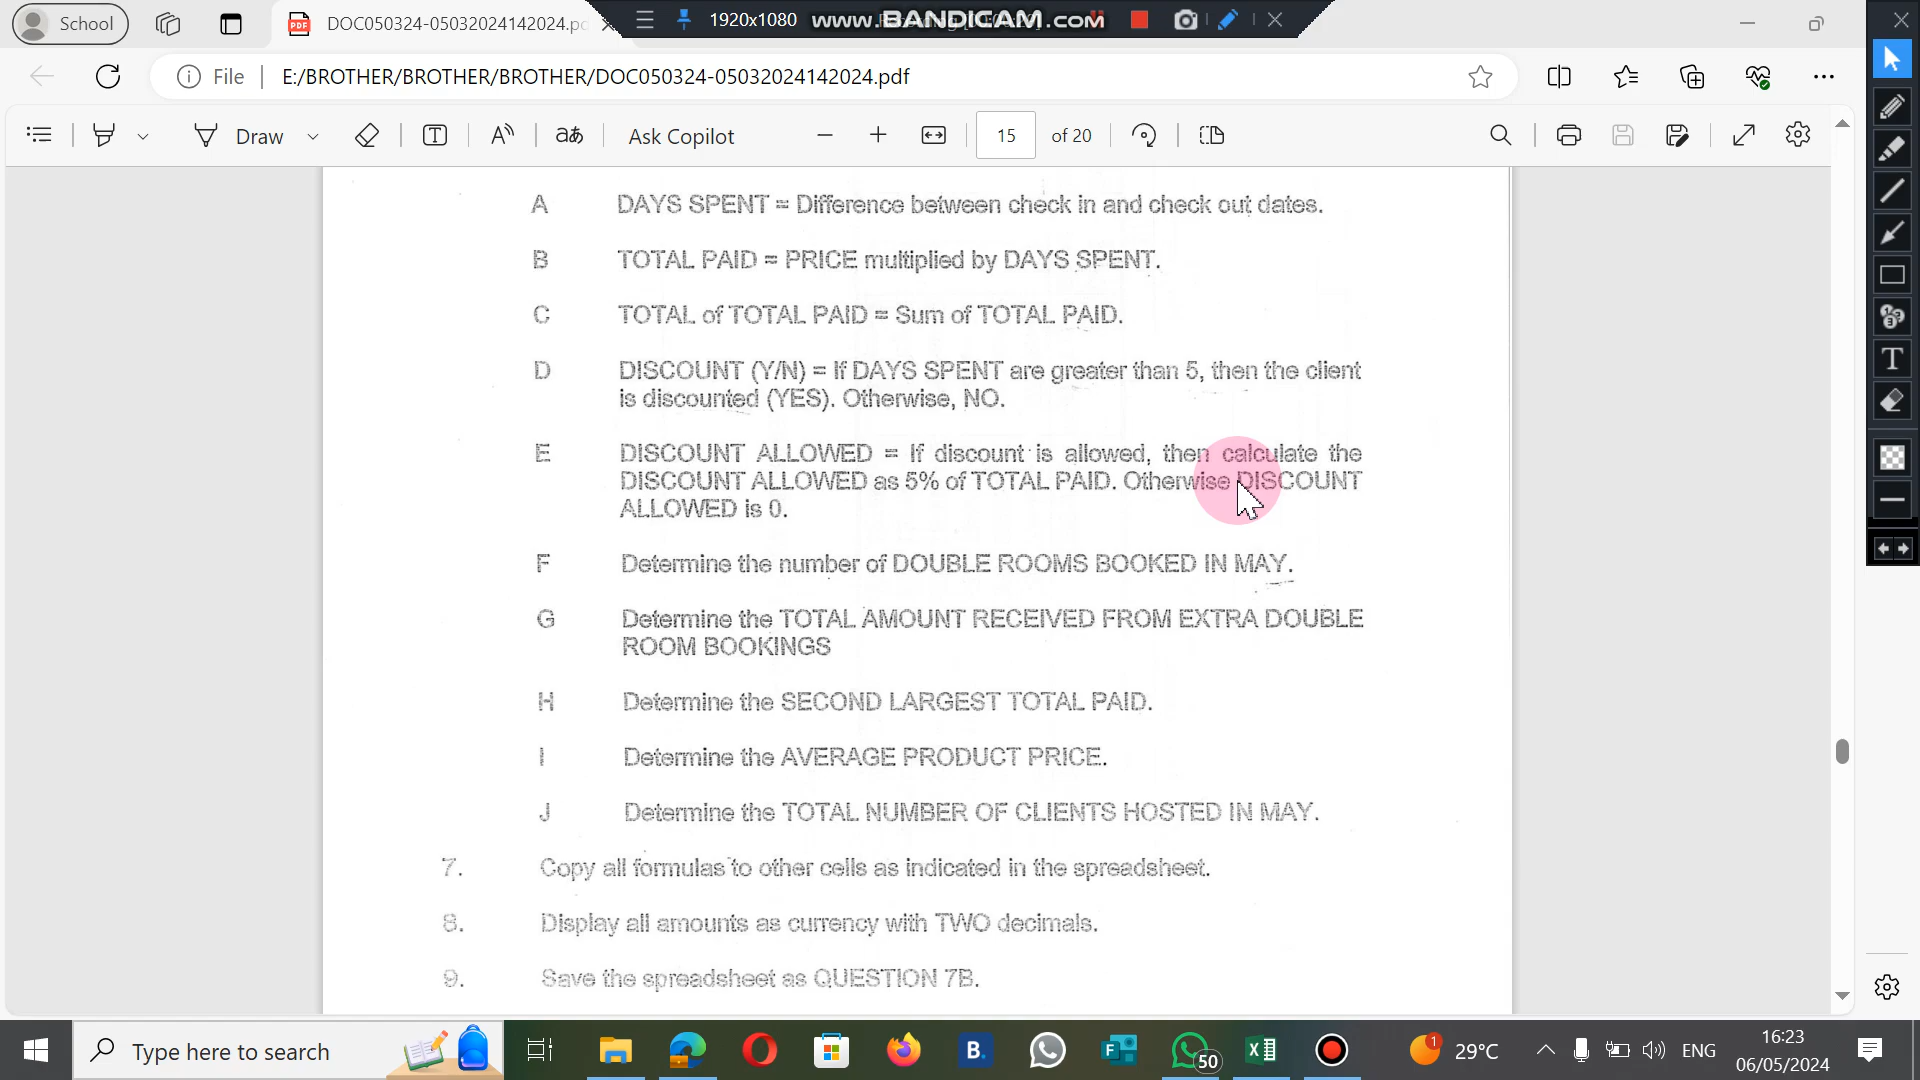 School
DOC050324-05032024142024.p
1920x1080
www.BANDICAM.com
File
E:/BROTHER/BROTHER/BROTHER/DOC050324-05032024142024.pdf
Draw
Ask Copilot
15
of 20
A DAYS SPENT = Difference between check in and check out dates.
B TOTAL PAID = PRICE multiplied by DAYS SPENT.
C TOTAL of TOTAL PAID = Sum of TOTAL PAID.
D DISCOUNT (Y/N) = If DAYS SPENT are greater than 5, then the client
is discounted (YES). Otherwise, NO.
E DISCOUNT ALLOWED = If discount is allowed, then calculate the
DISCOUNT ALLOWED as 5% of TOTAL PAID. Otherwise DISCOUNT
ALLOWED is 0.
F Determine the number of DOUBLE ROOMS BOOKED IN MAY.
G Determine the TOTAL AMOUNT RECEIVED FROM EXTRA DOUBLE
ROOM BOOKINGS
H Determine the SECOND LARGEST TOTAL PAID.
I Determine the AVERAGE PRODUCT PRICE.
J Determine the TOTAL NUMBER OF CLIENTS HOSTED IN MAY.
7. Copy all formulas to other cells as indicated in the spreadsheet.
8. Display all amounts as currency with TWO decimals.
9. Save the spreadsheet as QUESTION 7B.
Type here to search
B.
50
1
29°C
ENG
16:23
06/05/2024